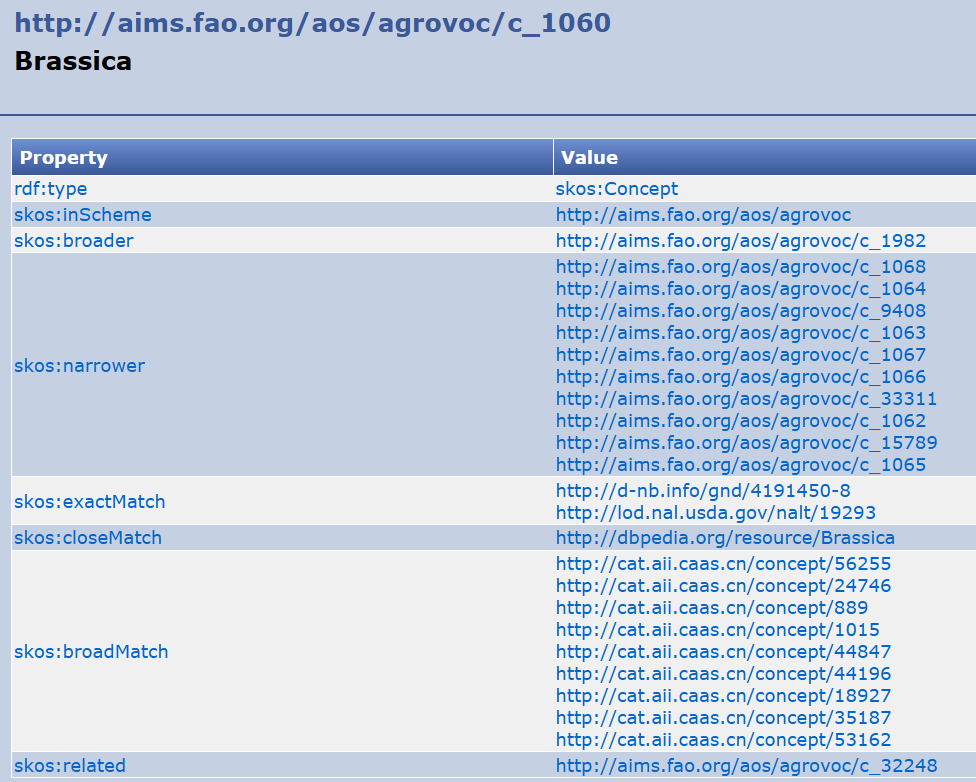 http://aims.fao.org/aos/agrovoc/c_1060
Brassica
Property Value
rdf:type skos:Concept
skos:inScheme http://aims.fao.org/aos/agrovoc
skos:broader http://aims.fao.org/aos/agrovoc/c_1982
skos:narrower http://aims.fao.org/aos/agrovoc/c_1068
http://aims.fao.org/aos/agrovoc/c_1064
http://aims.fao.org/aos/agrovoc/c_9408
http://aims.fao.org/aos/agrovoc/c_1063
http://aims.fao.org/aos/agrovoc/c_1067
http://aims.fao.org/aos/agrovoc/c_1066
http://aims.fao.org/aos/agrovoc/c_33311
http://aims.fao.org/aos/agrovoc/c_1062
http://aims.fao.org/aos/agrovoc/c_15789
http://aims.fao.org/aos/agrovoc/c_1065
skos:exactMatch http://d-nb.info/gnd/4191450-8
http://lod.nal.usda.gov/nalt/19293
skos:closeMatch http://dbpedia.org/resource/Brassica
skos:broadMatch http://cat.aii.caas.cn/concept/56255
http://cat.aii.caas.cn/concept/24746
http://cat.aii.caas.cn/concept/889
http://cat.aii.caas.cn/concept/1015
http://cat.aii.caas.cn/concept/44847
http://cat.aii.caas.cn/concept/44196
http://cat.aii.caas.cn/concept/18927
http://cat.aii.caas.cn/concept/35187
http://cat.aii.caas.cn/concept/53162
skos:related http://aims.fao.org/aos/agrovoc/c_32248